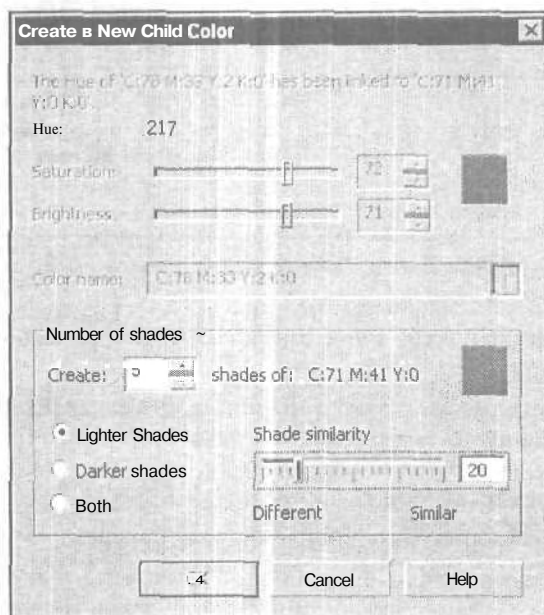 Create в New Child Color
The Hue of 'C:78 M:33 Y:2 K:0' has been linked to 'C:71 M:41
Y:0 K:0'.
Hue: 217
Saturation: 72
Brightness: 71
Color name: C:78 M:33 Y:2 K:0
Number of shades ~
Create: shades of: C:71 M:41 Y:0
Lighter Shades
Shade similarity
Darker shades
20
Both
Different Similar
Cancel Help